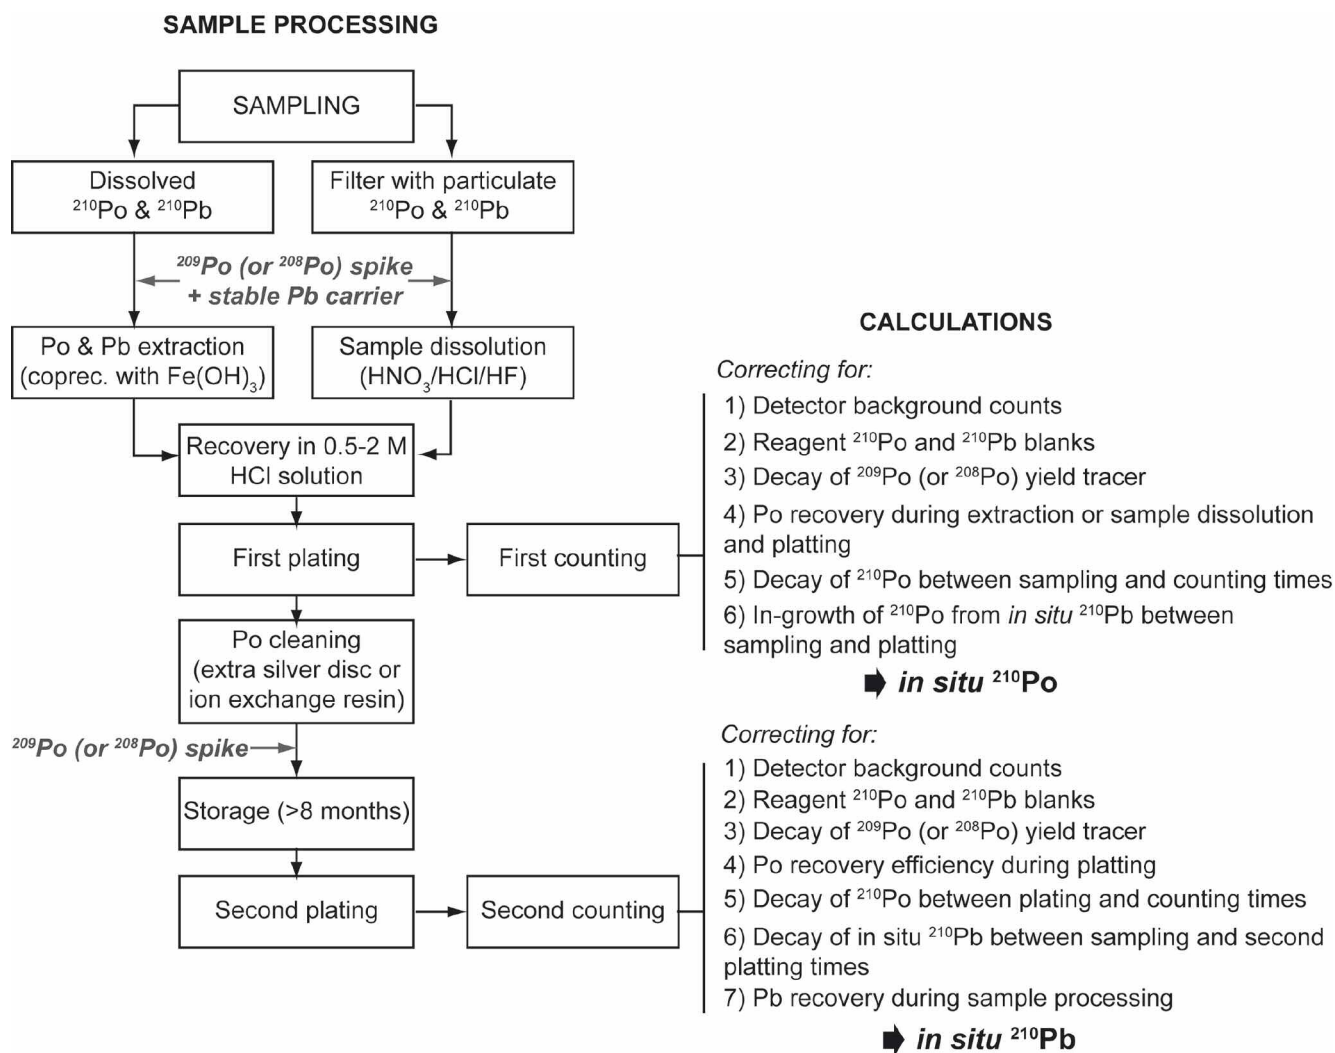 SAMPLE PROCESSING
SAMPLING
Dissolved
²¹⁰Po & ²¹⁰Pb
Filter with particulate
²¹⁰Po & ²¹⁰Pb
²⁰⁹Po (or ²⁰⁸Po) spike
+ stable Pb carrier
Po & Pb extraction
(coprec. with Fe(OH)₃)
Sample dissolution
(HNO₃/HCl/HF)
Recovery in 0.5-2 M
HCl solution
First plating
First counting
Po cleaning
(extra silver disc or
ion exchange resin)
²⁰⁹Po (or ²⁰⁸Po) spike
Storage (>8 months)
Second plating
Second counting
CALCULATIONS
Correcting for:
1) Detector background counts
2) Reagent ²¹⁰Po and ²¹⁰Pb blanks
3) Decay of ²⁰⁹Po (or ²⁰⁸Po) yield tracer
4) Po recovery during extraction or sample dissolution
and platting
5) Decay of ²¹⁰Po between sampling and counting times
6) In-growth of ²¹⁰Po from in situ ²¹⁰Pb between
sampling and platting
in situ ²¹⁰Po
Correcting for:
1) Detector background counts
2) Reagent ²¹⁰Po and ²¹⁰Pb blanks
3) Decay of ²⁰⁹Po (or ²⁰⁸Po) yield tracer
4) Po recovery efficiency during platting
5) Decay of ²¹⁰Po between plating and counting times
6) Decay of in situ ²¹⁰Pb between sampling and second
platting times
7) Pb recovery during sample processing
in situ ²¹⁰Pb